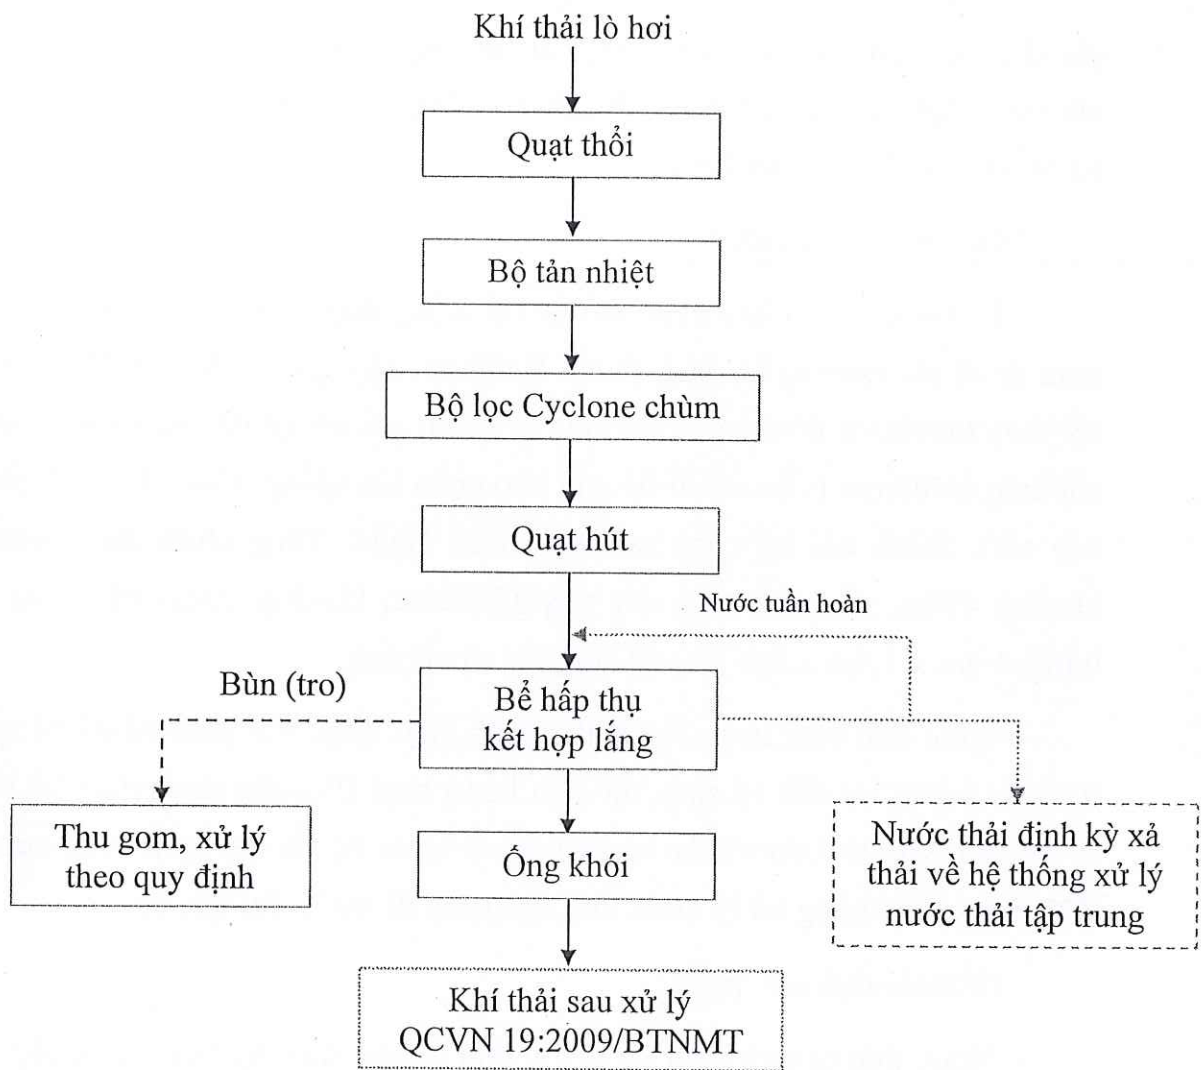 Khí thải lò hơi
Quạt thổi
Bộ tản nhiệt
Bộ lọc Cyclone chùm
Quạt hút
Nước tuần hoàn
Bùn (tro)
Bể hấp thụ
kết hợp lắng
Thu gom, xử lý
theo quy định
Ống khói
Nước thải định kỳ xả
thải về hệ thống xử lý
nước thải tập trung
Khí thải sau xử lý
QCVN 19:2009/BTNMT